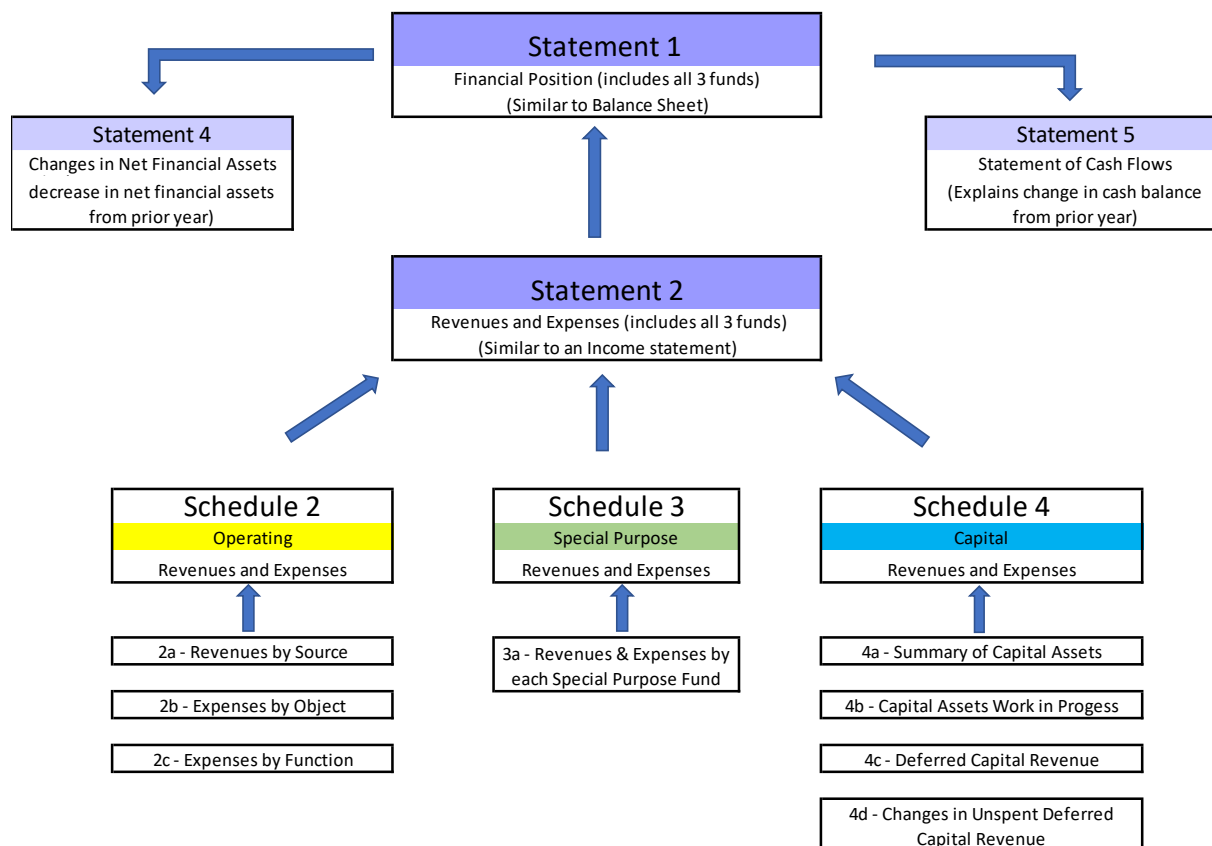 Statement 1
Financial Position (includes all 3 funds)
(Similar to Balance Sheet)
Statement 4
Changes in Net Financial Assets
decrease in net financial assets
from prior year)
Statement 5
Statement of Cash Flows
(Explains change in cash balance
from prior year)
Statement 2
Revenues and Expenses (includes all 3 funds)
(Similar to an Income statement)
Schedule 2
Operating
Revenues and Expenses
Schedule 3
Special Purpose
Revenues and Expenses
Schedule 4
Capital
Revenues and Expenses
2a - Revenues by Source
2b - Expenses by Object
2c - Expenses by Function
3a - Revenues & Expenses by
each Special Purpose Fund
4a - Summary of Capital Assets
4b - Capital Assets Work in Progess
4c - Deferred Capital Revenue
4d - Changes in Unspent Deferred
Capital Revenue